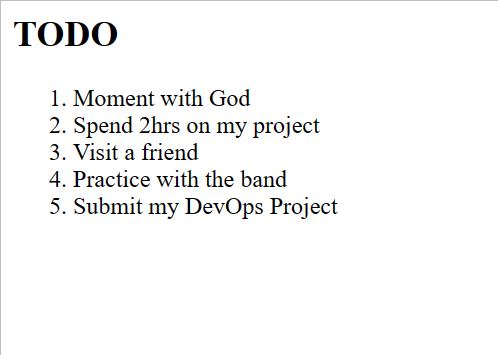 TODO
1. Moment with God
2. Spend 2hrs on my project
3. Visit a friend
4. Practice with the band
5. Submit my DevOps Project